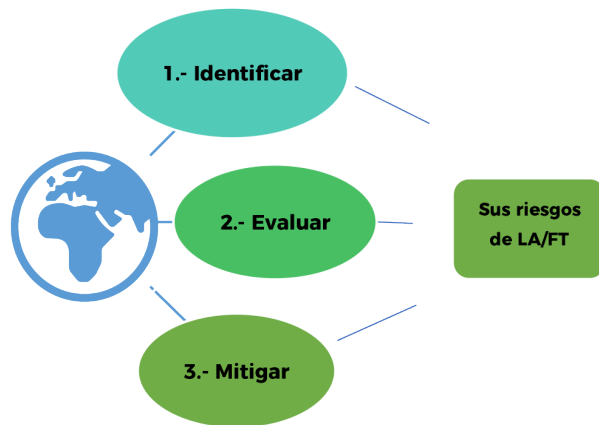 1.- Identificar
2.- Evaluar
Sus riesgos
de LA/FT
3.- Mitigar